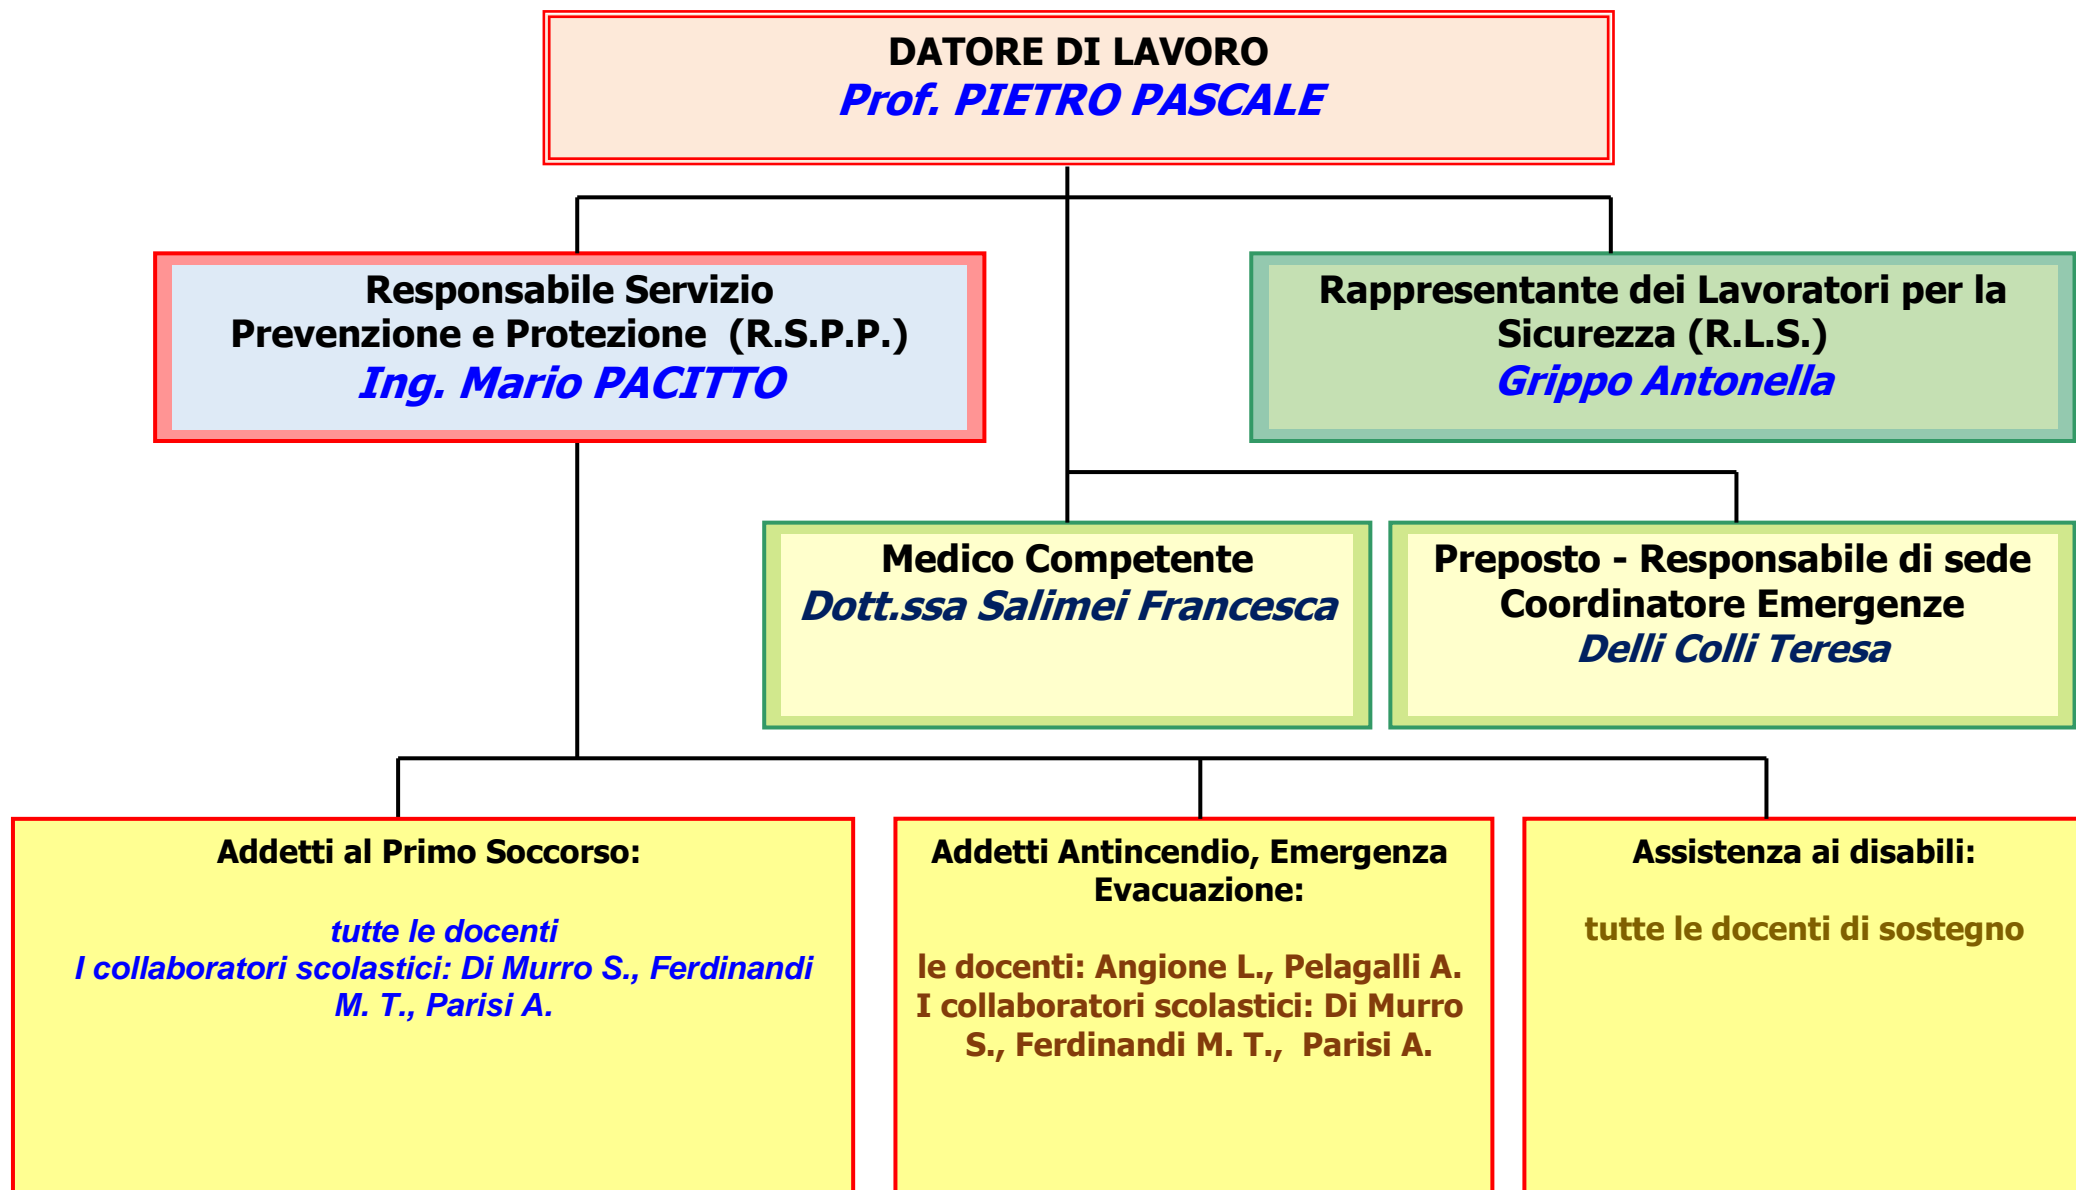 DATORE DI LAVORO
Prof. PIETRO PASCALE
Responsabile Servizio
Prevenzione e Protezione (R.S.P.P.)
Ing. Mario PACITTO
Rappresentante dei Lavoratori per la
Sicurezza (R.L.S.)
Grippo Antonella
Medico Competente
Dott.ssa Salimei Francesca
Preposto - Responsabile di sede
Coordinatore Emergenze
Delli Colli Teresa
Addetti al Primo Soccorso:
tutte le docenti
I collaboratori scolastici: Di Murro S., Ferdinandi
M. T., Parisi A.
Addetti Antincendio, Emergenza
Evacuazione:
le docenti: Angione L., Pelagalli A.
I collaboratori scolastici: Di Murro
S., Ferdinandi M. T., Parisi A.
Assistenza ai disabili:
tutte le docenti di sostegno